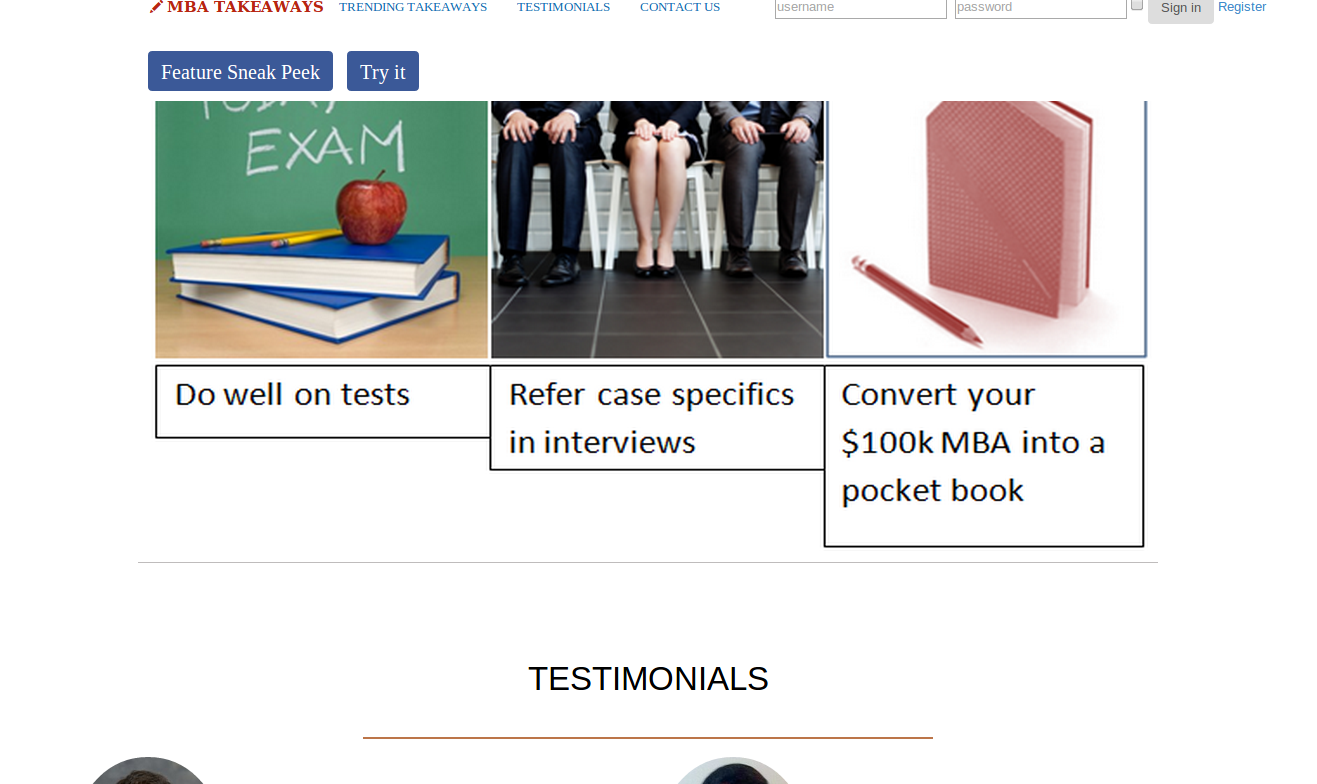 MBA TAKEAWAYS
TRENDING TAKEAWAYS
TESTIMONIALS
CONTACT US
username
password
Sign in
Register
Feature Sneak Peek
Try it
TODAY
EXAM
Do well on tests
Refer case specifics
in interviews
Convert your
$100k MBA into a
pocket book
TESTIMONIALS